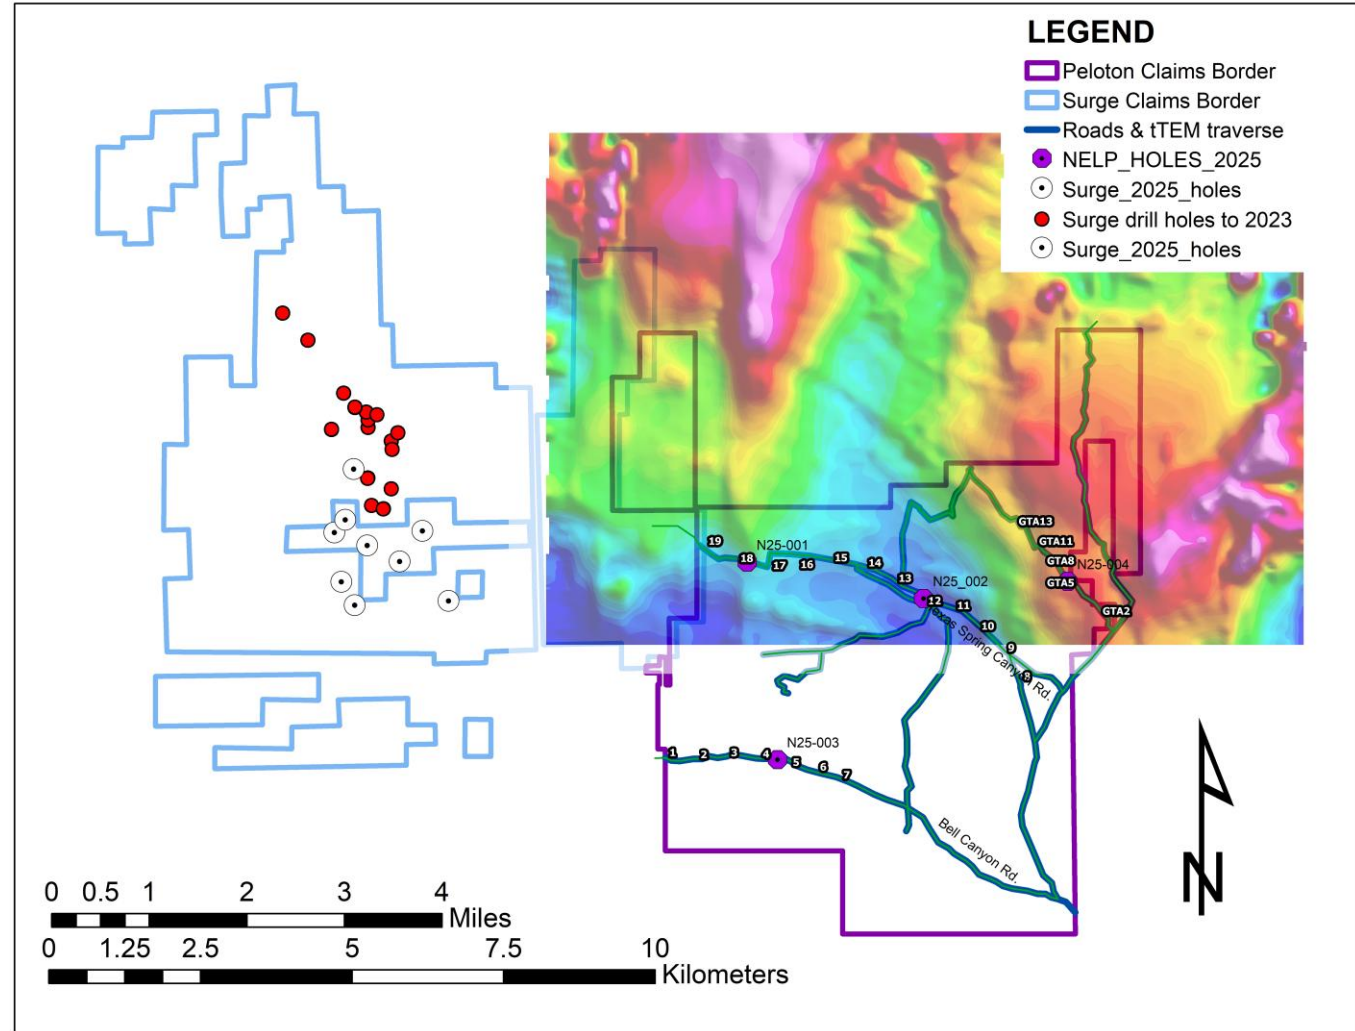 LEGEND
Peloton Claims Border
Surge Claims Border
Roads & tTEM traverse
NELP_HOLES_2025
Surge_2025_holes
Surge drill holes to 2023
Surge_2025_holes
GTA13
GTA11
GTA8
N25-004
GTA5
GTA2
19
N25-001
18
17
16
15
14
13
N25_002
12
11
10
9
8
Texas Spring Canyon Rd.
N25-003
1
2
3
4
5
6
7
Bell Canyon Rd.
N
0 0.5 1 2 3 4
Miles
0 1.25 2.5 5 7.5 10
Kilometers